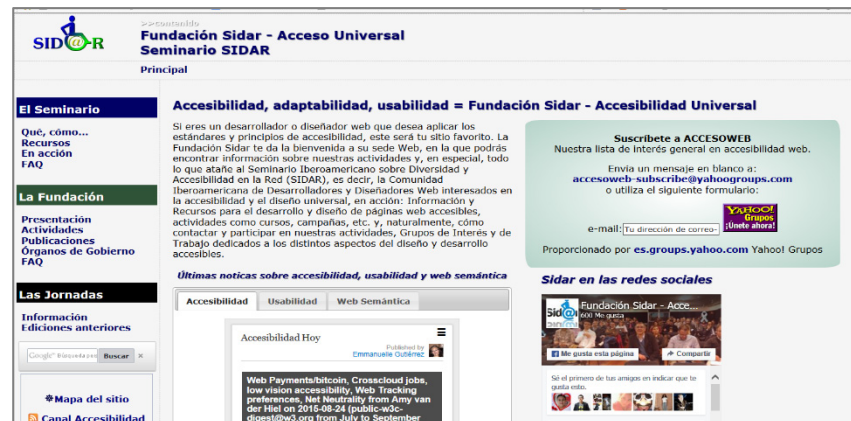 SID@R
>>contenido
Fundación Sidar - Acceso Universal
Seminario SIDAR
Principal
El Seminario
Qué, cómo...
Recursos
En acción
FAQ
La Fundación
Presentación
Actividades
Publicaciones
Órganos de Gobierno
FAQ
Las Jornadas
Información
Ediciones anteriores
Google
Buscar
×
Mapa del sitio
Canal Accesibilidad
Accesibilidad, adaptabilidad, usabilidad = Fundación Sidar - Accesibilidad Universal
Si eres un desarrollador o diseñador web que desea aplicar los
estándares y principios de accesibilidad, este será tu sitio favorito. La
Fundación Sidar te da la bienvenida a su sede Web, en la que podrás
encontrar información sobre nuestras actividades y, en especial, todo
lo que atañe al Seminario Iberoamericano sobre Diversidad y
Accesibilidad en la Red (SIDAR), es decir, la Comunidad
Iberoamericana de Desarrolladores y Diseñadores Web interesados en
la accesibilidad y el diseño universal, en acción: Información y
Recursos para el desarrollo y diseño de páginas web accesibles,
actividades como cursos, campañas, etc. y, naturalmente, cómo
contactar y participar en nuestras actividades, Grupos de Interés y de
Trabajo dedicados a los distintos aspectos del diseño y desarrollo
accesibles.
Últimas noticas sobre accesibilidad, usabilidad y web semántica
Accesibilidad Usabilidad Web Semántica
Accesibilidad Hoy
Published by
Emmanuelle Gutiérrez
Web Payments/bitcoin, Crosscloud jobs,
low vision accessibility, Web Tracking
preferences, Net Neutrality from Amy van
der Hiel on 2015-08-24 (public-w3c-
digest@w3.org from July to September
Suscríbete a ACCESOWEB
Nuestra lista de interés general en accesibilidad web.
Envia un mensaje en blanco a:
accesoweb-subscribe@yahoogroups.com
o utiliza el siguiente formulario:
e-mail: Tu dirección de correo-
YAHOO!
Grupos
¡Únete ahora!
Proporcionado por es.groups.yahoo.com Yahoo! Grupos
Sidar en las redes sociales
Sid@r
Fundación Sidar - Acce...
600 Me gusta
Me gusta esta página
Compartir
Sé el primero de tus amigos en indicar que te
gusta esto.